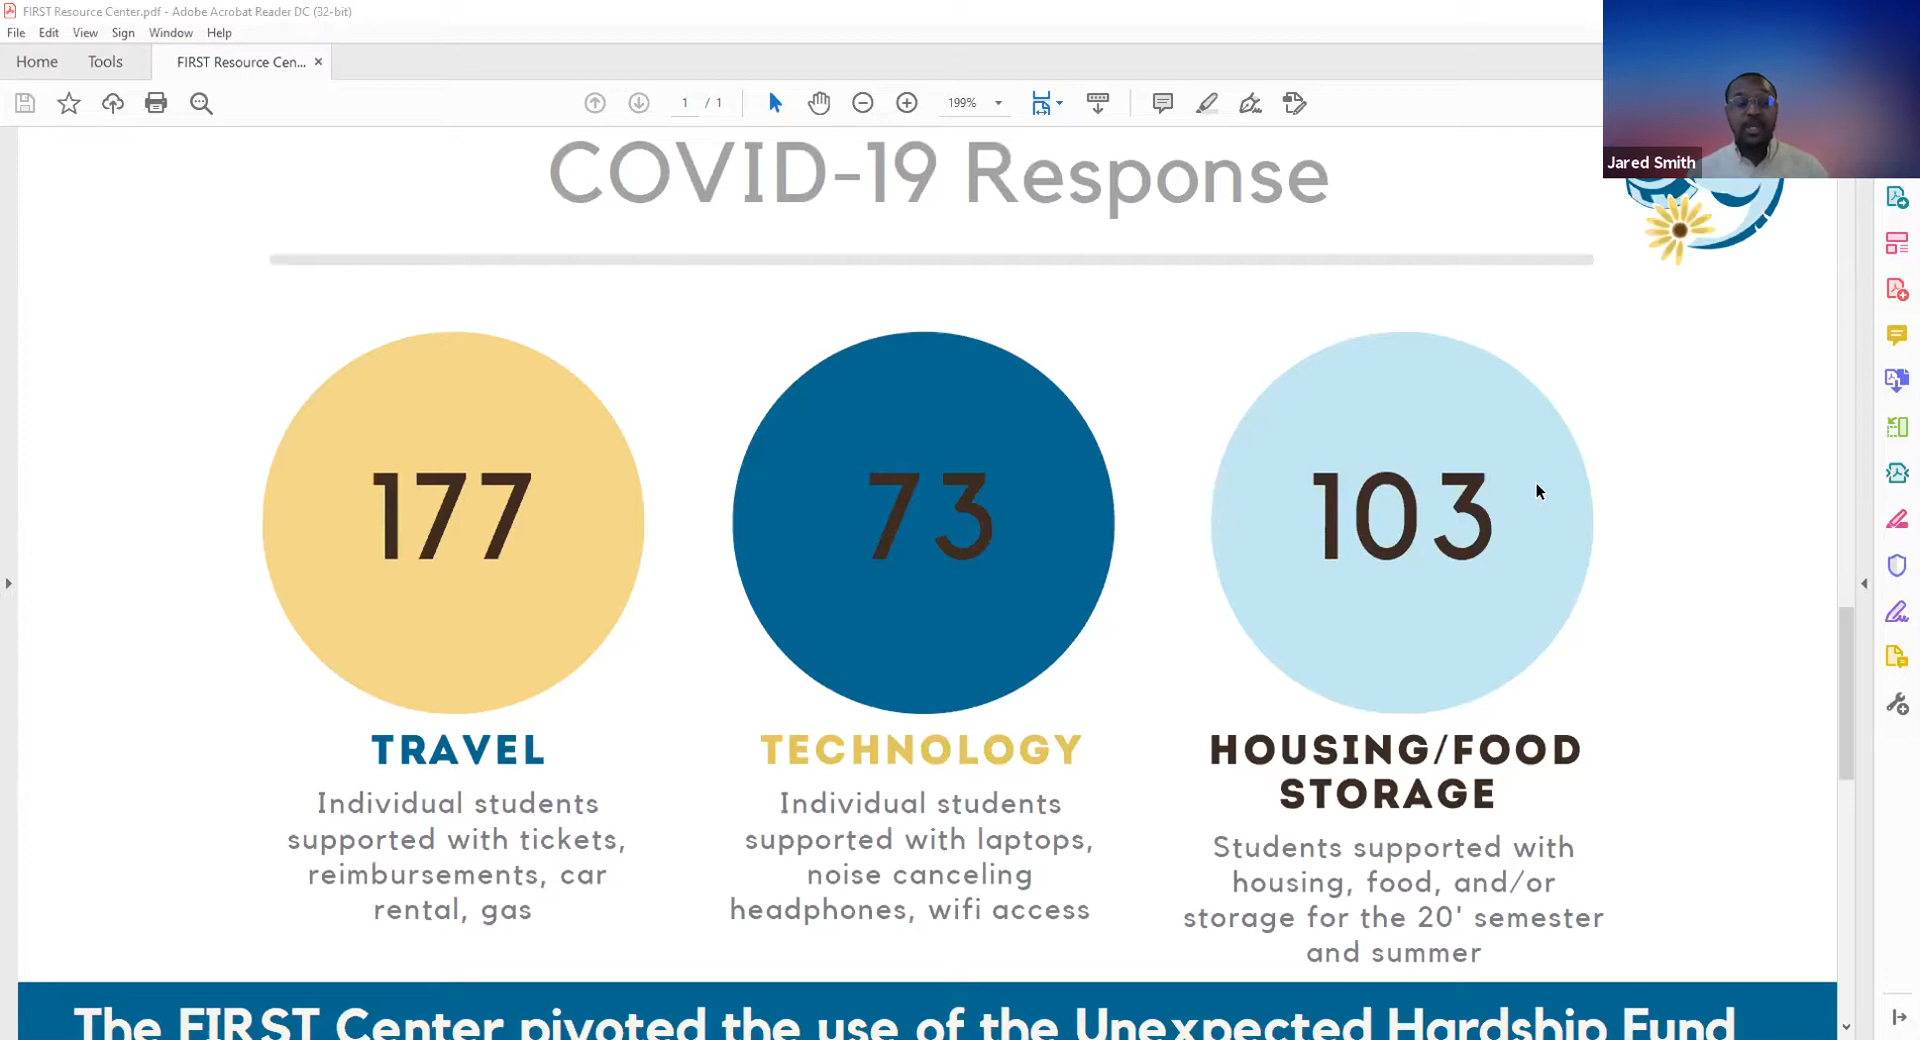 FIRST Resource Center.pdf - Adobe Acrobat Reader DC (32-bit)
File Edit View Sign Window Help
Home Tools FIRST Resource Cen... ×
1 / 1 199%
Jared Smith
COVID-19 Response
177
73
103
TRAVEL
Individual students
supported with tickets,
reimbursements, car
rental, gas
TECHNOLOGY
Individual students
supported with laptops,
noise canceling
headphones, wifi access
HOUSING/FOOD
STORAGE
Students supported with
housing, food, and/or
storage for the 20' semester
and summer
The FIRST Center pivoted the use of the Unexpected Hardship Fund